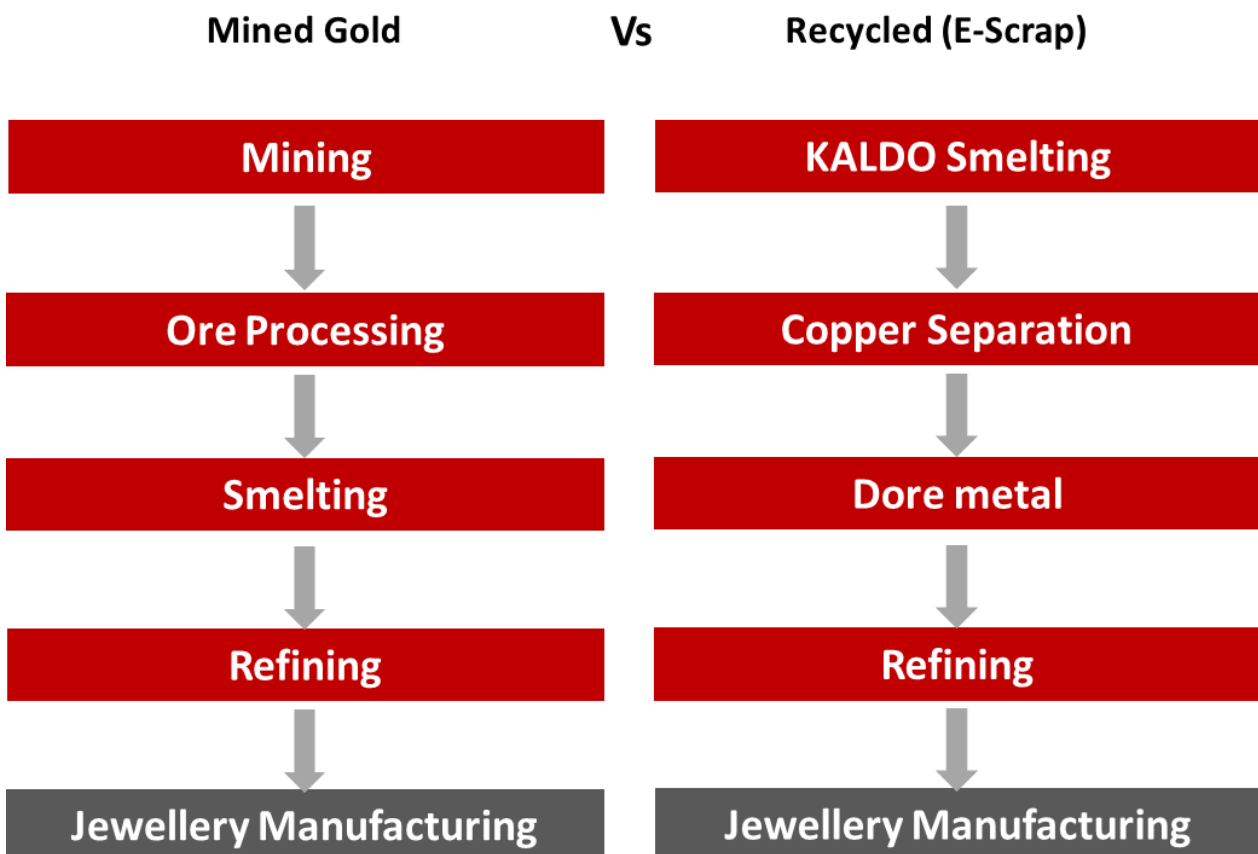 Mined Gold Vs Recycled (E-Scrap)
Mining
KALDO Smelting
Ore Processing
Copper Separation
Smelting
Dore metal
Refining
Refining
Jewellery Manufacturing
Jewellery Manufacturing